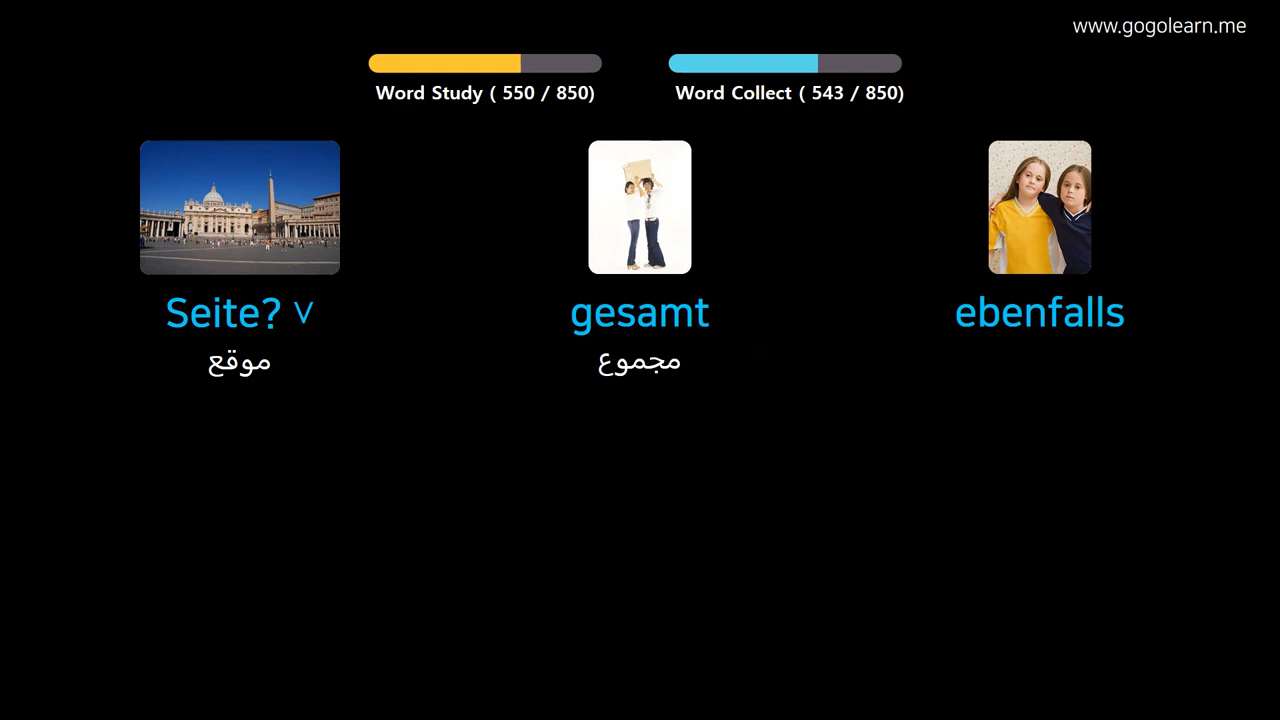 www.gogolearn.me
Word Study ( 550 / 850)
Word Collect ( 543 / 850)
Seite? V
gesamt
ebenfalls
موقع
مجموع